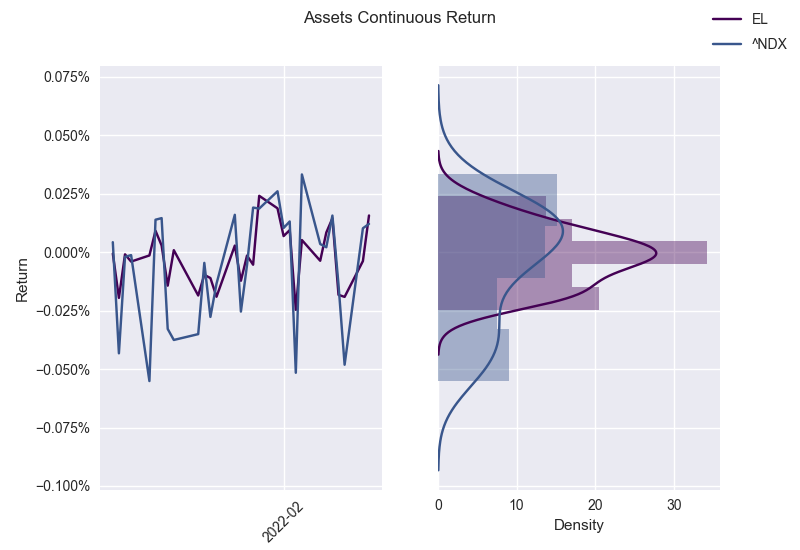 Assets Continuous Return
EL
^NDX
0.075%
0.050%
0.025%
0.000%
−0.025%
−0.050%
−0.075%
−0.100%
Return
2022-02
0 10 20 30
Density